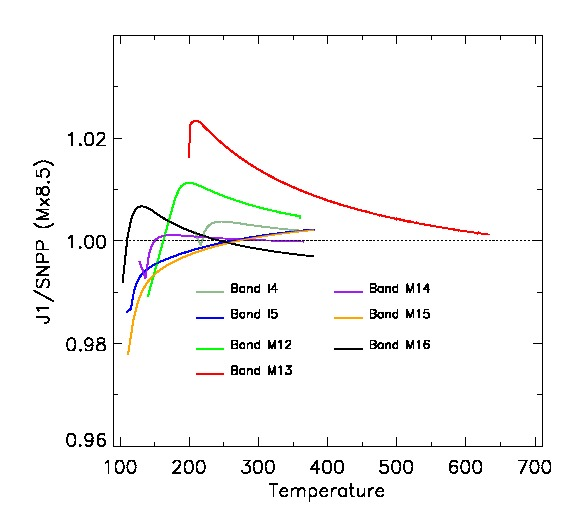 1.02
1.00
0.98
0.96
J1/SNPP (Mx8.5)
Band I4
Band I5
Band M12
Band M13
Band M14
Band M15
Band M16
100 200 300 400 500 600 700
Temperature